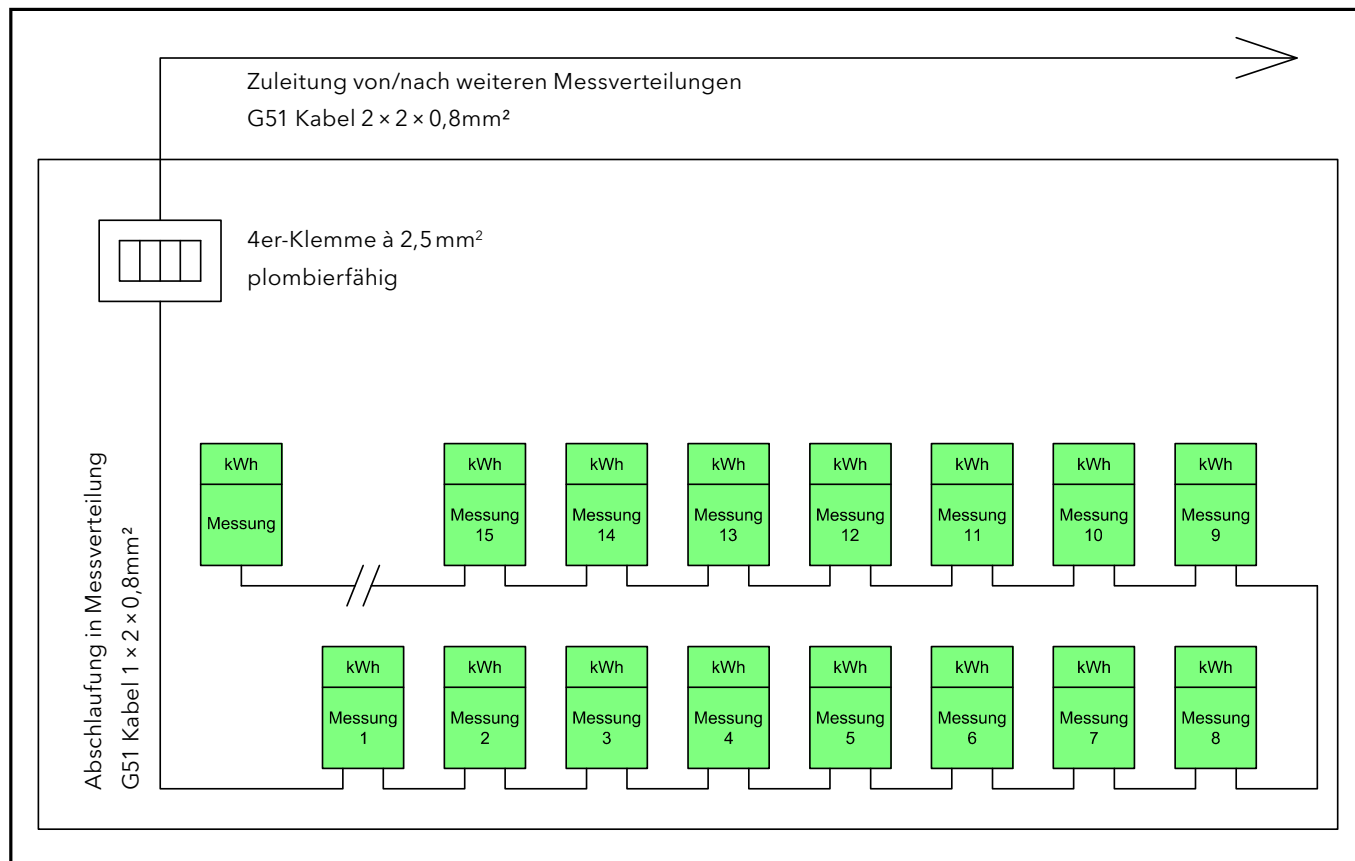 Zuleitung von/nach weiteren Messverteilungen
G51 Kabel 2 × 2 × 0,8mm²
4er-Klemme à 2,5 mm²
plombierfähig
Abschlaufung in Messverteilung
G51 Kabel 1 × 2 × 0,8mm²
kWh
Messung
kWh
Messung
15
kWh
Messung
14
kWh
Messung
13
kWh
Messung
12
kWh
Messung
11
kWh
Messung
10
kWh
Messung
9
kWh
Messung
1
kWh
Messung
2
kWh
Messung
3
kWh
Messung
4
kWh
Messung
5
kWh
Messung
6
kWh
Messung
7
kWh
Messung
8